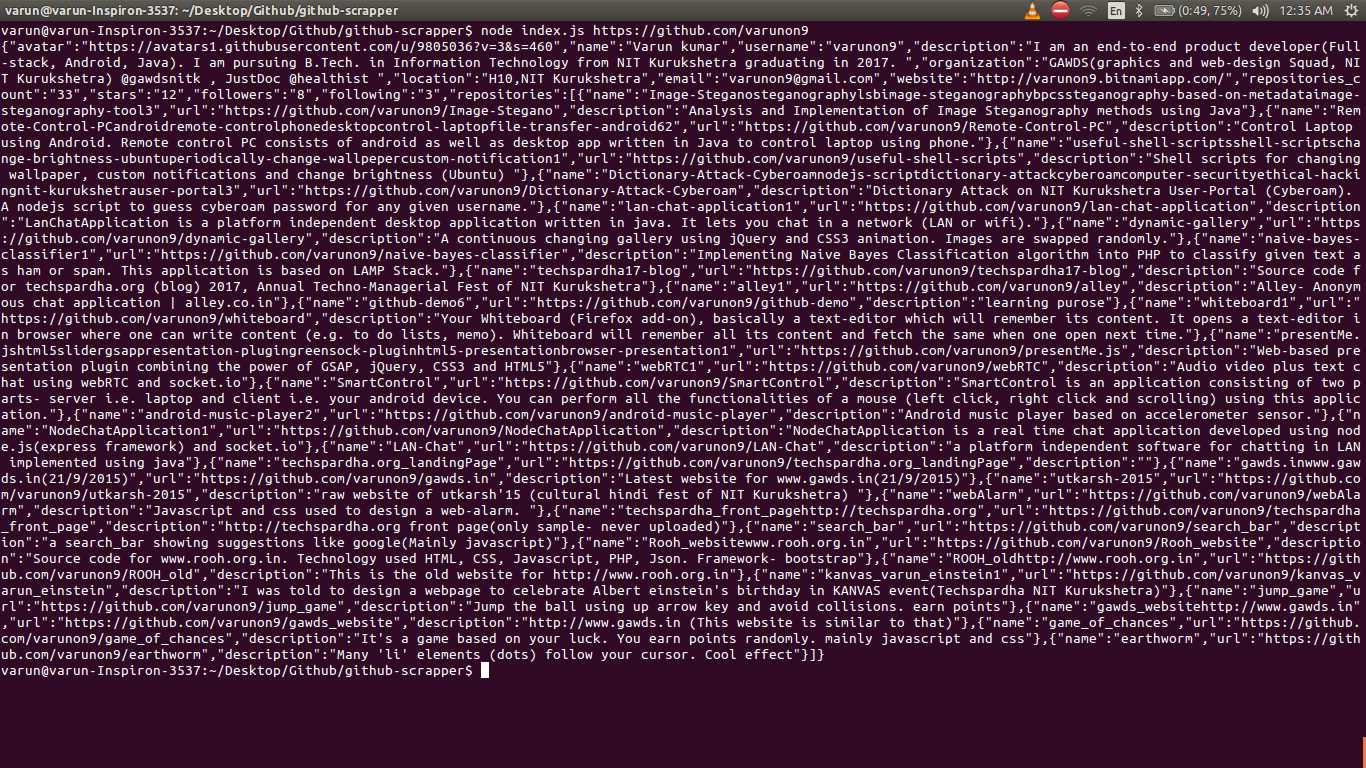 varun@varun-Inspiron-3537: ~/Desktop/Github/github-scrapper
En
(0:49, 75%)
12:35 AM
varun@varun-Inspiron-3537:~/Desktop/Github/github-scrapper$ node index.js https://github.com/varunon9
{"avatar":"https://avatars1.githubusercontent.com/u/9805036?v=3&s=460","name":"Varun kumar","username":"varunon9","description":"I am an end-to-end product developer(Full
-stack, Android, Java). I am pursuing B.Tech. in Information Technology from NIT Kurukshetra graduating in 2017. ","organization":"GAWDS(graphics and web-design Squad, NI
T Kurukshetra) @gawdsnitk , JustDoc @healthist ","location":"H10,NIT Kurukshetra","email":"varunon9@gmail.com","website":"http://varunon9.bitnamiapp.com/","repositories_c
ount":"33","stars":"12","followers":"8","following":"3","repositories":[[{"name":"Image-Steganosteganographylsbimage-steganographybpcssteganography-based-on-metadataimage-
steganography-tool3","url":"https://github.com/varunon9/Image-Stegano","description":"Analysis and Implementation of Image Steganography methods using Java"},{"name":"Rem
ote-Control-PCandroidremote-controlphonedesktopcontrol-laptopfile-transfer-android62","url":"https://github.com/varunon9/Remote-Control-PC","description":"Control Laptop 
using Android. Remote control PC consists of android as well as desktop app written in Java to control laptop using phone."},{"name":"useful-shell-scriptsshell-scriptscha
nge-brightness-ubuntuperiodically-change-wallpepercustom-notification1","url":"https://github.com/varunon9/useful-shell-scripts","description":"Shell scripts for changing
 wallpaper, custom notifications and change brightness (Ubuntu) "},{"name":"Dictionary-Attack-Cyberoamnodejs-scriptdictionary-attackcyberoamcomputer-securityethical-hacki
ngnit-kurukshetrauser-portal3","url":"https://github.com/varunon9/Dictionary-Attack-Cyberoam","description":"Dictionary Attack on NIT Kurukshetra User-Portal (Cyberoam). 
A nodejs script to guess cyberoam password for any given username."},{"name":"lan-chat-application1","url":"https://github.com/varunon9/lan-chat-application","description
":"LanChatApplication is a platform independent desktop application written in java. It lets you chat in a network (LAN or wifi)."},{"name":"dynamic-gallery","url":"https
://github.com/varunon9/dynamic-gallery","description":"A continuous changing gallery using jQuery and CSS3 animation. Images are swapped randomly."},{"name":"naive-bayes-
classifier1","url":"https://github.com/varunon9/naive-bayes-classifier","description":"Implementing Naive Bayes Classification algorithm into PHP to classify given text a
s ham or spam. This application is based on LAMP Stack."},{"name":"techspardha17-blog","url":"https://github.com/varunon9/techspardha17-blog","description":"Source code f
or techspardha.org (blog) 2017, Annual Techno-Managerial Fest of NIT Kurukshetra"},{"name":"alley1","url":"https://github.com/varunon9/alley","description":"Alley- Anonym
ous chat application | alley.co.in"},{"name":"github-demo6","url":"https://github.com/varunon9/github-demo","description":"learning purose"},{"name":"whiteboard1","url":"
https://github.com/varunon9/whiteboard","description":"Your Whiteboard (Firefox add-on), basically a text-editor which will remember its content. It opens a text-editor i
n browser where one can write content (e.g. to do lists, memo). Whiteboard will remember all its content and fetch the same when one open next time."},{"name":"presentMe.
jshtml5slidergsappresentation-plugingreensock-pluginhtml5-presentationbrowser-presentation1","url":"https://github.com/varunon9/presentMe.js","description":"Web-based pre
sentation plugin combining the power of GSAP, jQuery, CSS3 and HTML5"},{"name":"webRTC1","url":"https://github.com/varunon9/webRTC","description":"Audio video plus text c
hat using webRTC and socket.io"},{"name":"SmartControl","url":"https://github.com/varunon9/SmartControl","description":"SmartControl is an application consisting of two p
arts- server i.e. laptop and client i.e. your android device. You can perform all the functionalities of a mouse (left click, right click and scrolling) using this applic
ation."},{"name":"android-music-player2","url":"https://github.com/varunon9/android-music-player","description":"Android music player based on accelerometer sensor."},{"n
ame":"NodeChatApplication1","url":"https://github.com/varunon9/NodeChatApplication","description":"NodeChatApplication is a real time chat application developed using nod
e.js(express framework) and socket.io"},{"name":"LAN-Chat","url":"https://github.com/varunon9/LAN-Chat","description":"a platform independent software for chatting in LAN
 implemented using java"},{"name":"techspardha.org_landingPage","url":"https://github.com/varunon9/techspardha.org_landingPage","description":""},{"name":"gawds.inwww.gaw
ds.in(21/9/2015)","url":"https://github.com/varunon9/gawds.in","description":"Latest website for www.gawds.in(21/9/2015)"},{"name":"utkarsh-2015","url":"https://github.co
m/varunon9/utkarsh-2015","description":"raw website of utkarsh'15 (cultural hindi fest of NIT Kurukshetra) "},{"name":"webAlarm","url":"https://github.com/varunon9/webAla
rm","description":"Javascript and css used to design a web-alarm. "},{"name":"techspardha_front_pagehttp://techspardha.org","url":"https://github.com/varunon9/techspardha
_front_page","description":"http://techspardha.org front page(only sample- never uploaded)"},{"name":"search_bar","url":"https://github.com/varunon9/search_bar","descript
ion":"a search_bar showing suggestions like google(Mainly javascript)"},{"name":"Rooh_websitewww.rooh.org.in","url":"https://github.com/varunon9/Rooh_website","descriptio
n":"Source code for www.rooh.org.in. Technology used HTML, CSS, Javascript, PHP, Json. Framework- bootstrap"},{"name":"ROOH_oldhttp://www.rooh.org.in","url":"https://gith
ub.com/varunon9/ROOH_old","description":"This is the old website for http://www.rooh.org.in"},{"name":"kanvas_varun_einstein1","url":"https://github.com/varunon9/kanvas_v
arun_einstein","description":"I was told to design a webpage to celebrate Albert einstein's birthday in KANVAS event(Techspardha NIT Kurukshetra)"},{"name":"jump_game","u
rl":"https://github.com/varunon9/jump_game","description":"Jump the ball using up arrow key and avoid collisions. earn points"},{"name":"gawds_websitehttp://www.gawds.in"
,"url":"https://github.com/varunon9/gawds_website","description":"http://www.gawds.in (This website is similar to that)"},{"name":"game_of_chances","url":"https://github.
com/varunon9/game_of_chances","description":"It's a game based on your luck. You earn points randomly. mainly javascript and css"},{"name":"earthworm","url":"https://gith
ub.com/varunon9/earthworm","description":"Many 'li' elements (dots) follow your cursor. Cool effect"}]}
varun@varun-Inspiron-3537:~/Desktop/Github/github-scrapper$